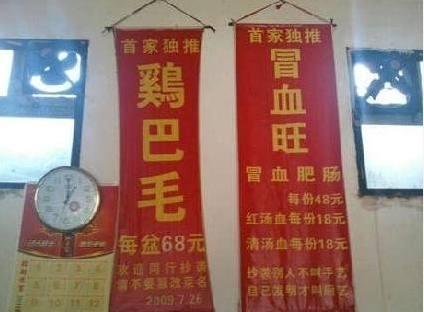 首家独推
鷄巴毛
每盆68元
欢迎同行抄袭
请不要篡改菜名
2009.7.26
首家独推
冒血旺
冒血肥肠
每份48元
红汤血每份18元
清汤血每份18元
抄袭别人不叫手艺
自己发明才叫厨艺